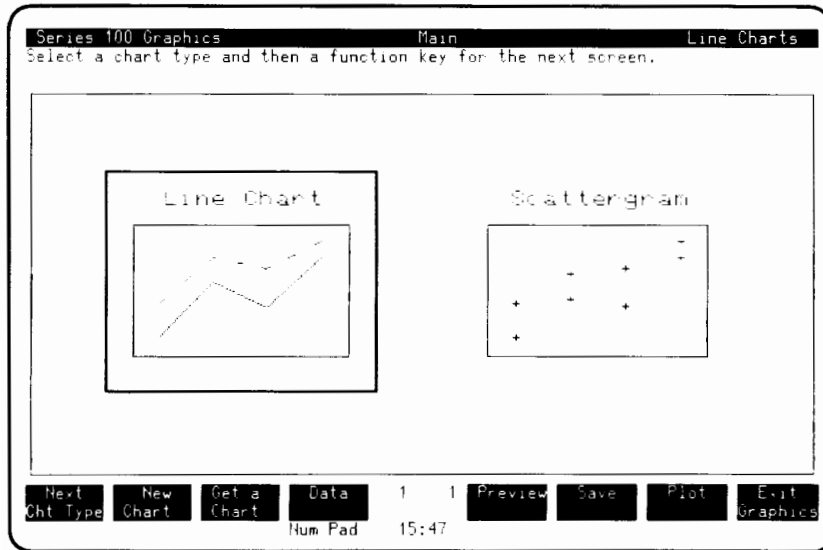 Series 100 Graphics Main Line Charts
Select a chart type and then a function key for the next screen.
Line Chart Scattergram
Next Cht Type New Chart Get a Chart Data 1 1 Preview Save Plot Exit Graphics
Num Pad 15:47